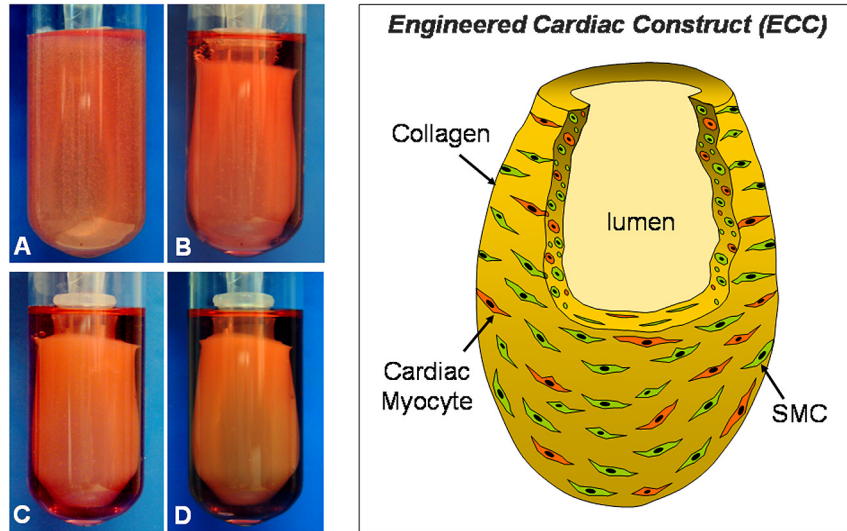 A
B
C
D
Engineered Cardiac Construct (ECC)
Collagen
lumen
Cardiac
Myocyte
SMC